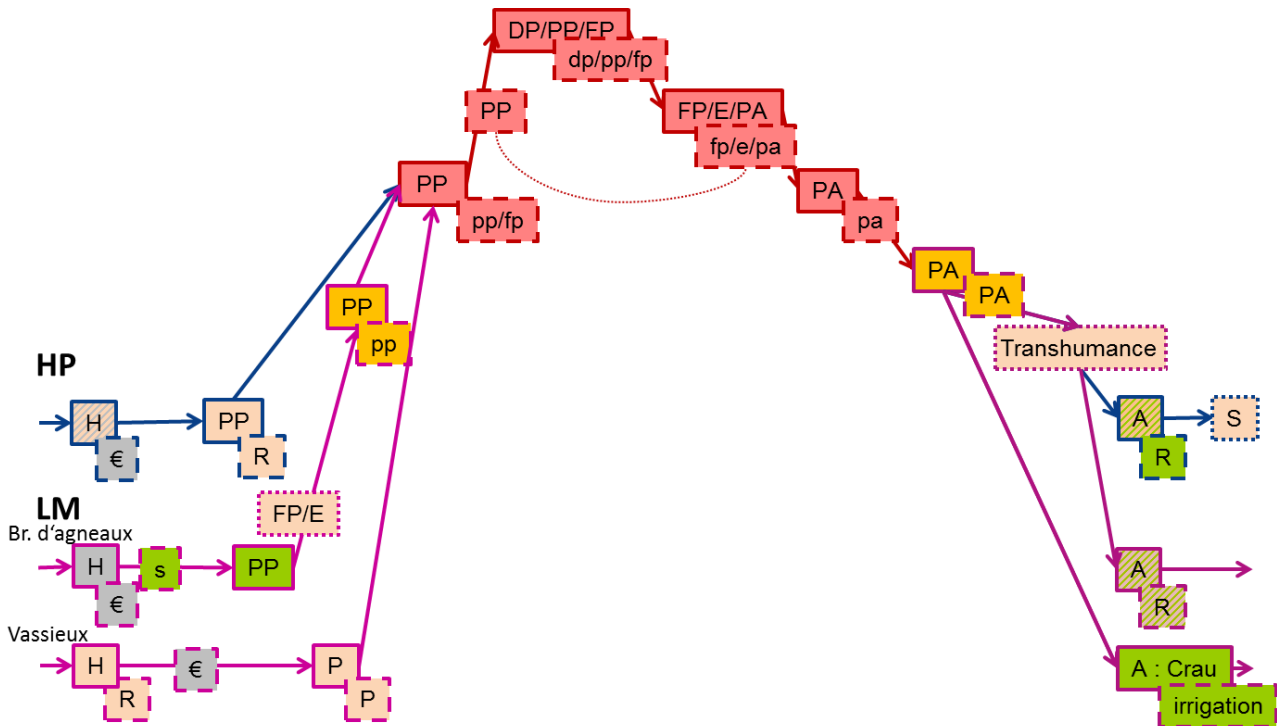 DP/PP/FP
dp/pp/fp
PP
FP/E/PA
fp/e/pa
PP
pp/fp
PA
pa
PA
PA
PP
pp
Transhumance
HP
H
€
PP
R
A
R
S
FP/E
LM
Br. d‘agneaux
H
€
s
PP
A
R
Vassieux
H
R
€
P
P
A : Crau
irrigation